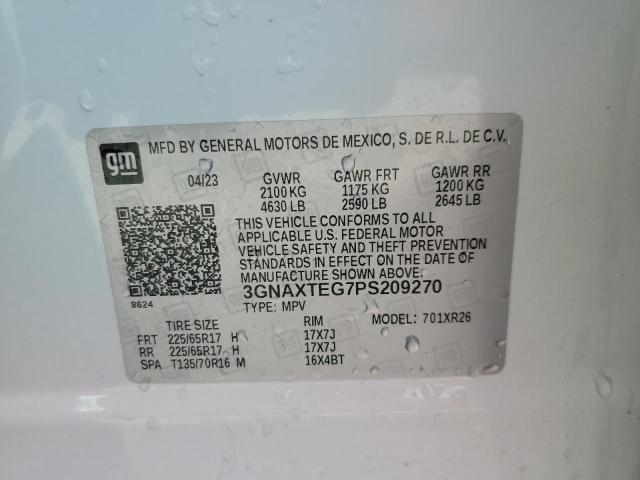 gm
MFD BY GENERAL MOTORS DE MEXICO, S. DE R.L. DE C.V.
04/23 GVWR GAWR FRT GAWR RR
2100 KG 1175 KG 1200 KG
4630 LB 2590 LB 2645 LB
THIS VEHICLE CONFORMS TO ALL
APPLICABLE U.S. FEDERAL MOTOR
VEHICLE SAFETY AND THEFT PREVENTION
STANDARDS IN EFFECT ON THE DATE OF
MANUFACTURE SHOWN ABOVE.
8624 3GNAXTEG7PS209270
TYPE: MPV MODEL: 701XR26
TIRE SIZE RIM
FRT 225/65R17 H 17X7J
RR 225/65R17 H 17X7J
SPA T135/70R16 M 16X4BT